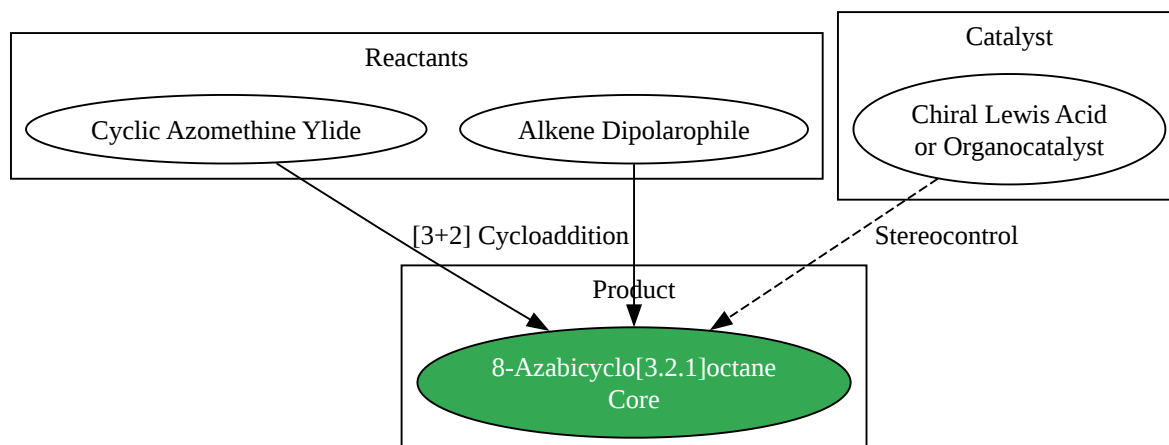 Reactants
Catalyst
Cyclic Azomethine Ylide
Alkene Dipolarophile
Chiral Lewis Acid
or Organocatalyst
[3+2] Cycloaddition
Stereocontrol
Product
8-Azabicyclo[3.2.1]octane
Core